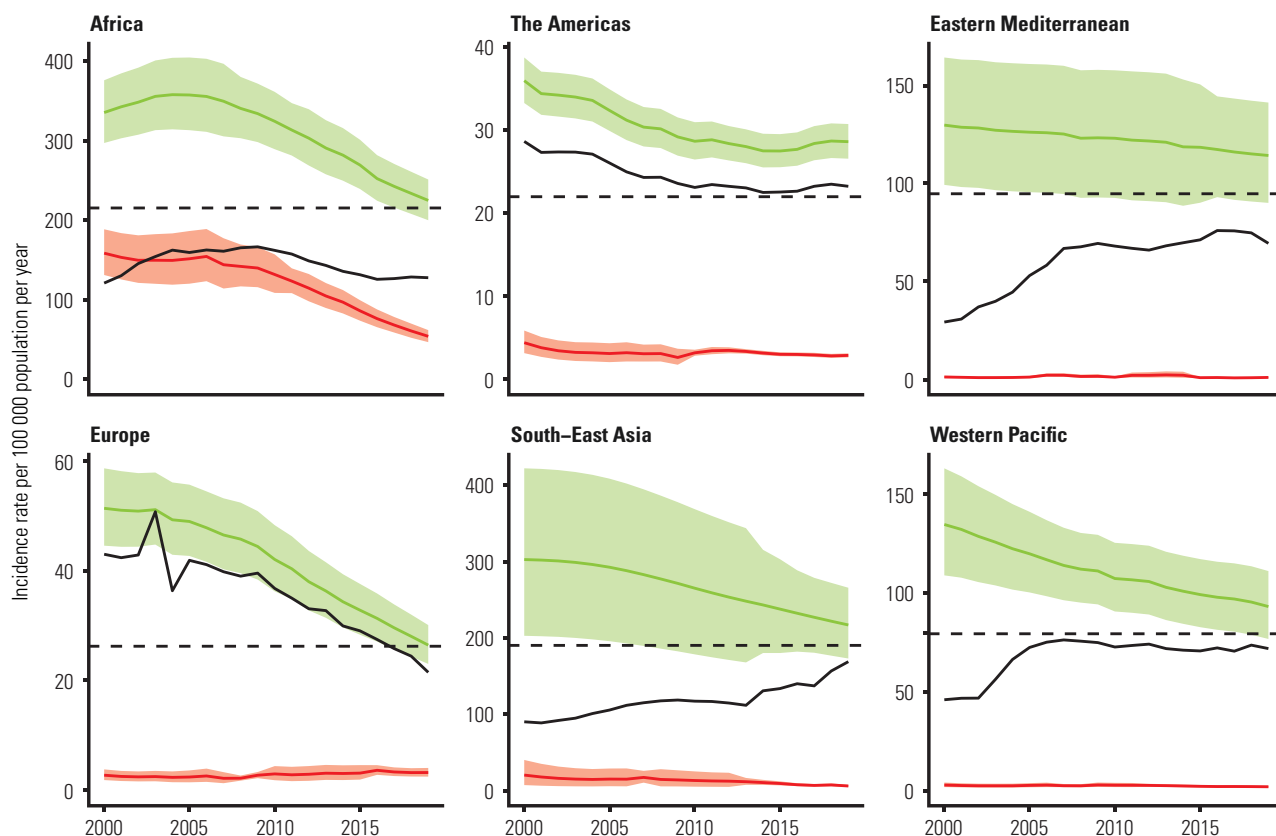 Africa
The Americas
Eastern Mediterranean
Incidence rate per 100 000 population per year
400
300
200
100
0
40
30
20
10
0
150
100
50
0
Europe
South–East Asia
Western Pacific
60
40
20
0
400
300
200
100
0
150
100
50
0
2000 2005 2010 2015
2000 2005 2010 2015
2000 2005 2010 2015